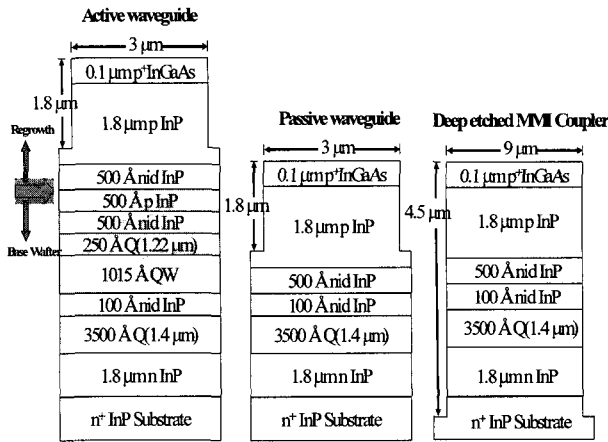 Active waveguide
3 μm
0.1 μmp⁺InGaAs
1.8 μm
1.8 μmp InP
Regrowth
500 Å nid InP
500 Å p InP
500 Å nid InP
Base Wafter
250 Å Q(1.22 μm)
1015 Å QW
100 Å nid InP
3500 Å Q(1.4 μm)
1.8 μmn InP
n⁺ InP Substrate
Passive waveguide
3 μm
0.1 μmp⁺InGaAs
1.8 μm
1.8 μmp InP
500 Å nid InP
100 Å nid InP
3500 Å Q(1.4 μm)
1.8 μmn InP
n⁺ InP Substrate
Deep etched MMI Coupler
9 μm
0.1 μmp⁺InGaAs
4.5 μm
1.8 μmp InP
500 Å nid InP
100 Å nid InP
3500 Å Q(1.4 μm)
1.8 μmn InP
n⁺ InP Substrate